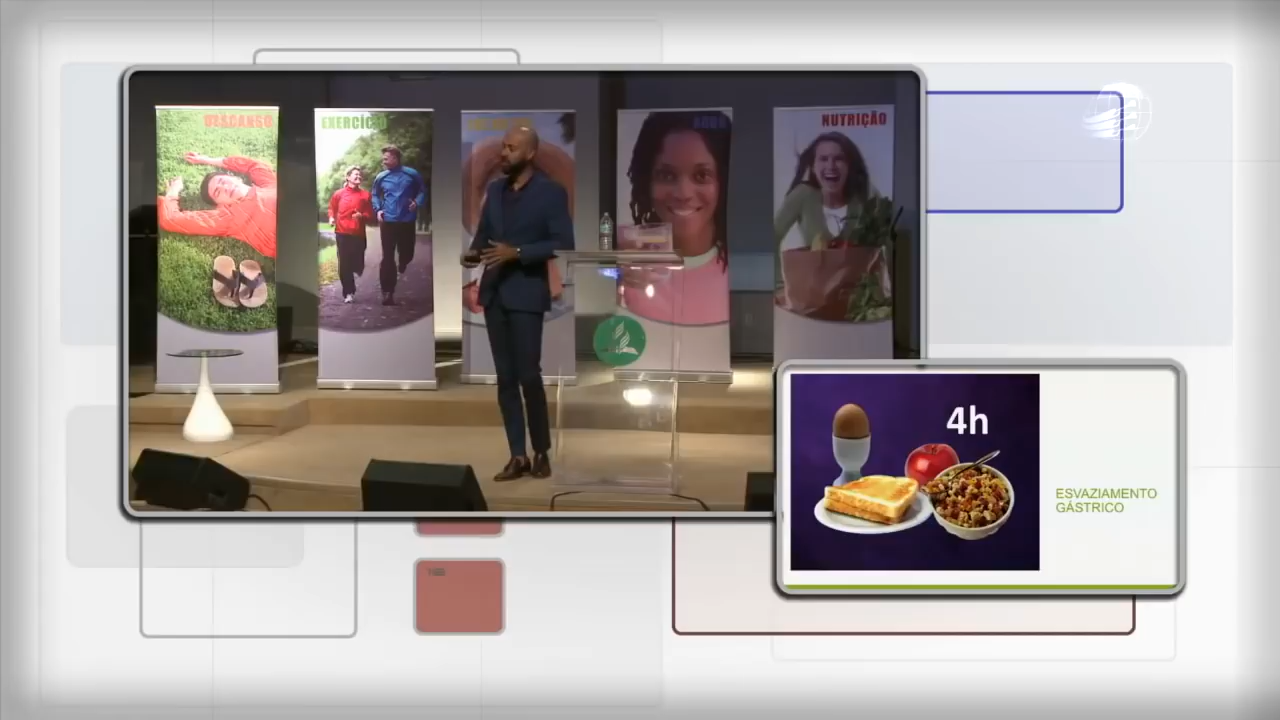 DESCANSO
EXERCÍCIO
NUTRIÇÃO
4h
ESVAZIAMENTO
GÁSTRICO